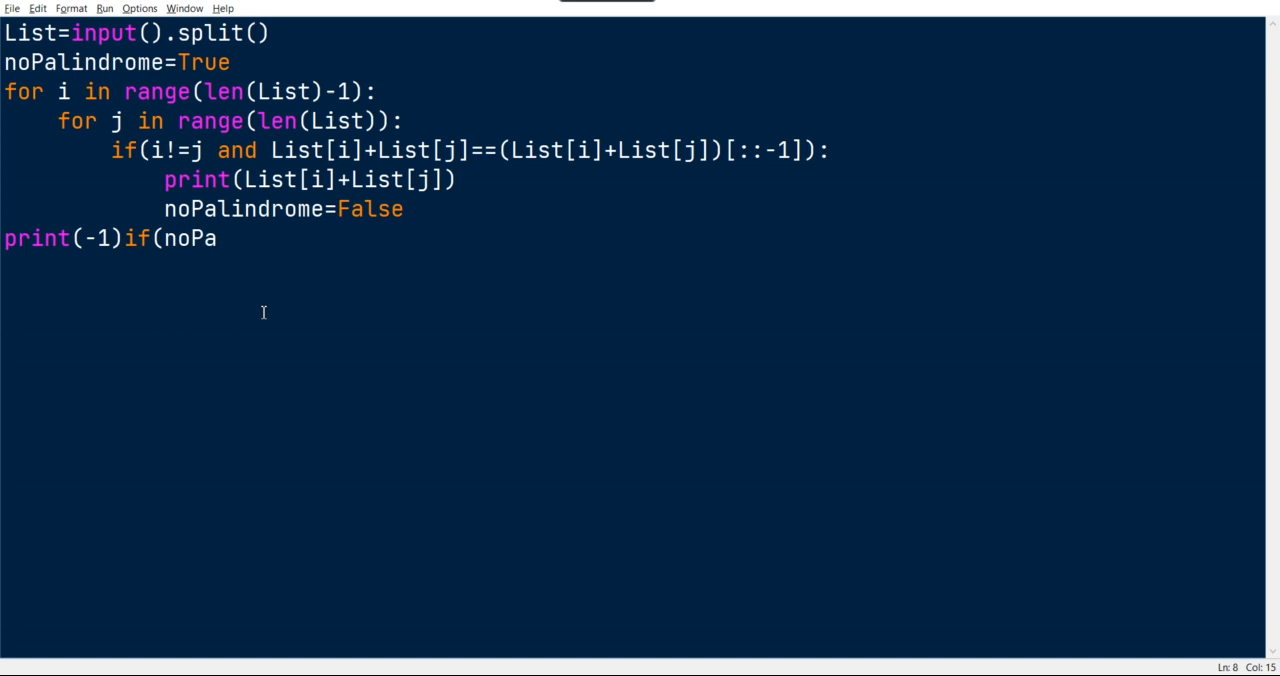 File Edit Format Run Options Window Help
List=input().split()
noPalindrome=True
for i in range(len(List)-1):
    for j in range(len(List)):
        if(i!=j and List[i]+List[j]==(List[i]+List[j])[::-1]):
            print(List[i]+List[j])
            noPalindrome=False
print(-1)if(noPa
Ln: 8 Col: 15